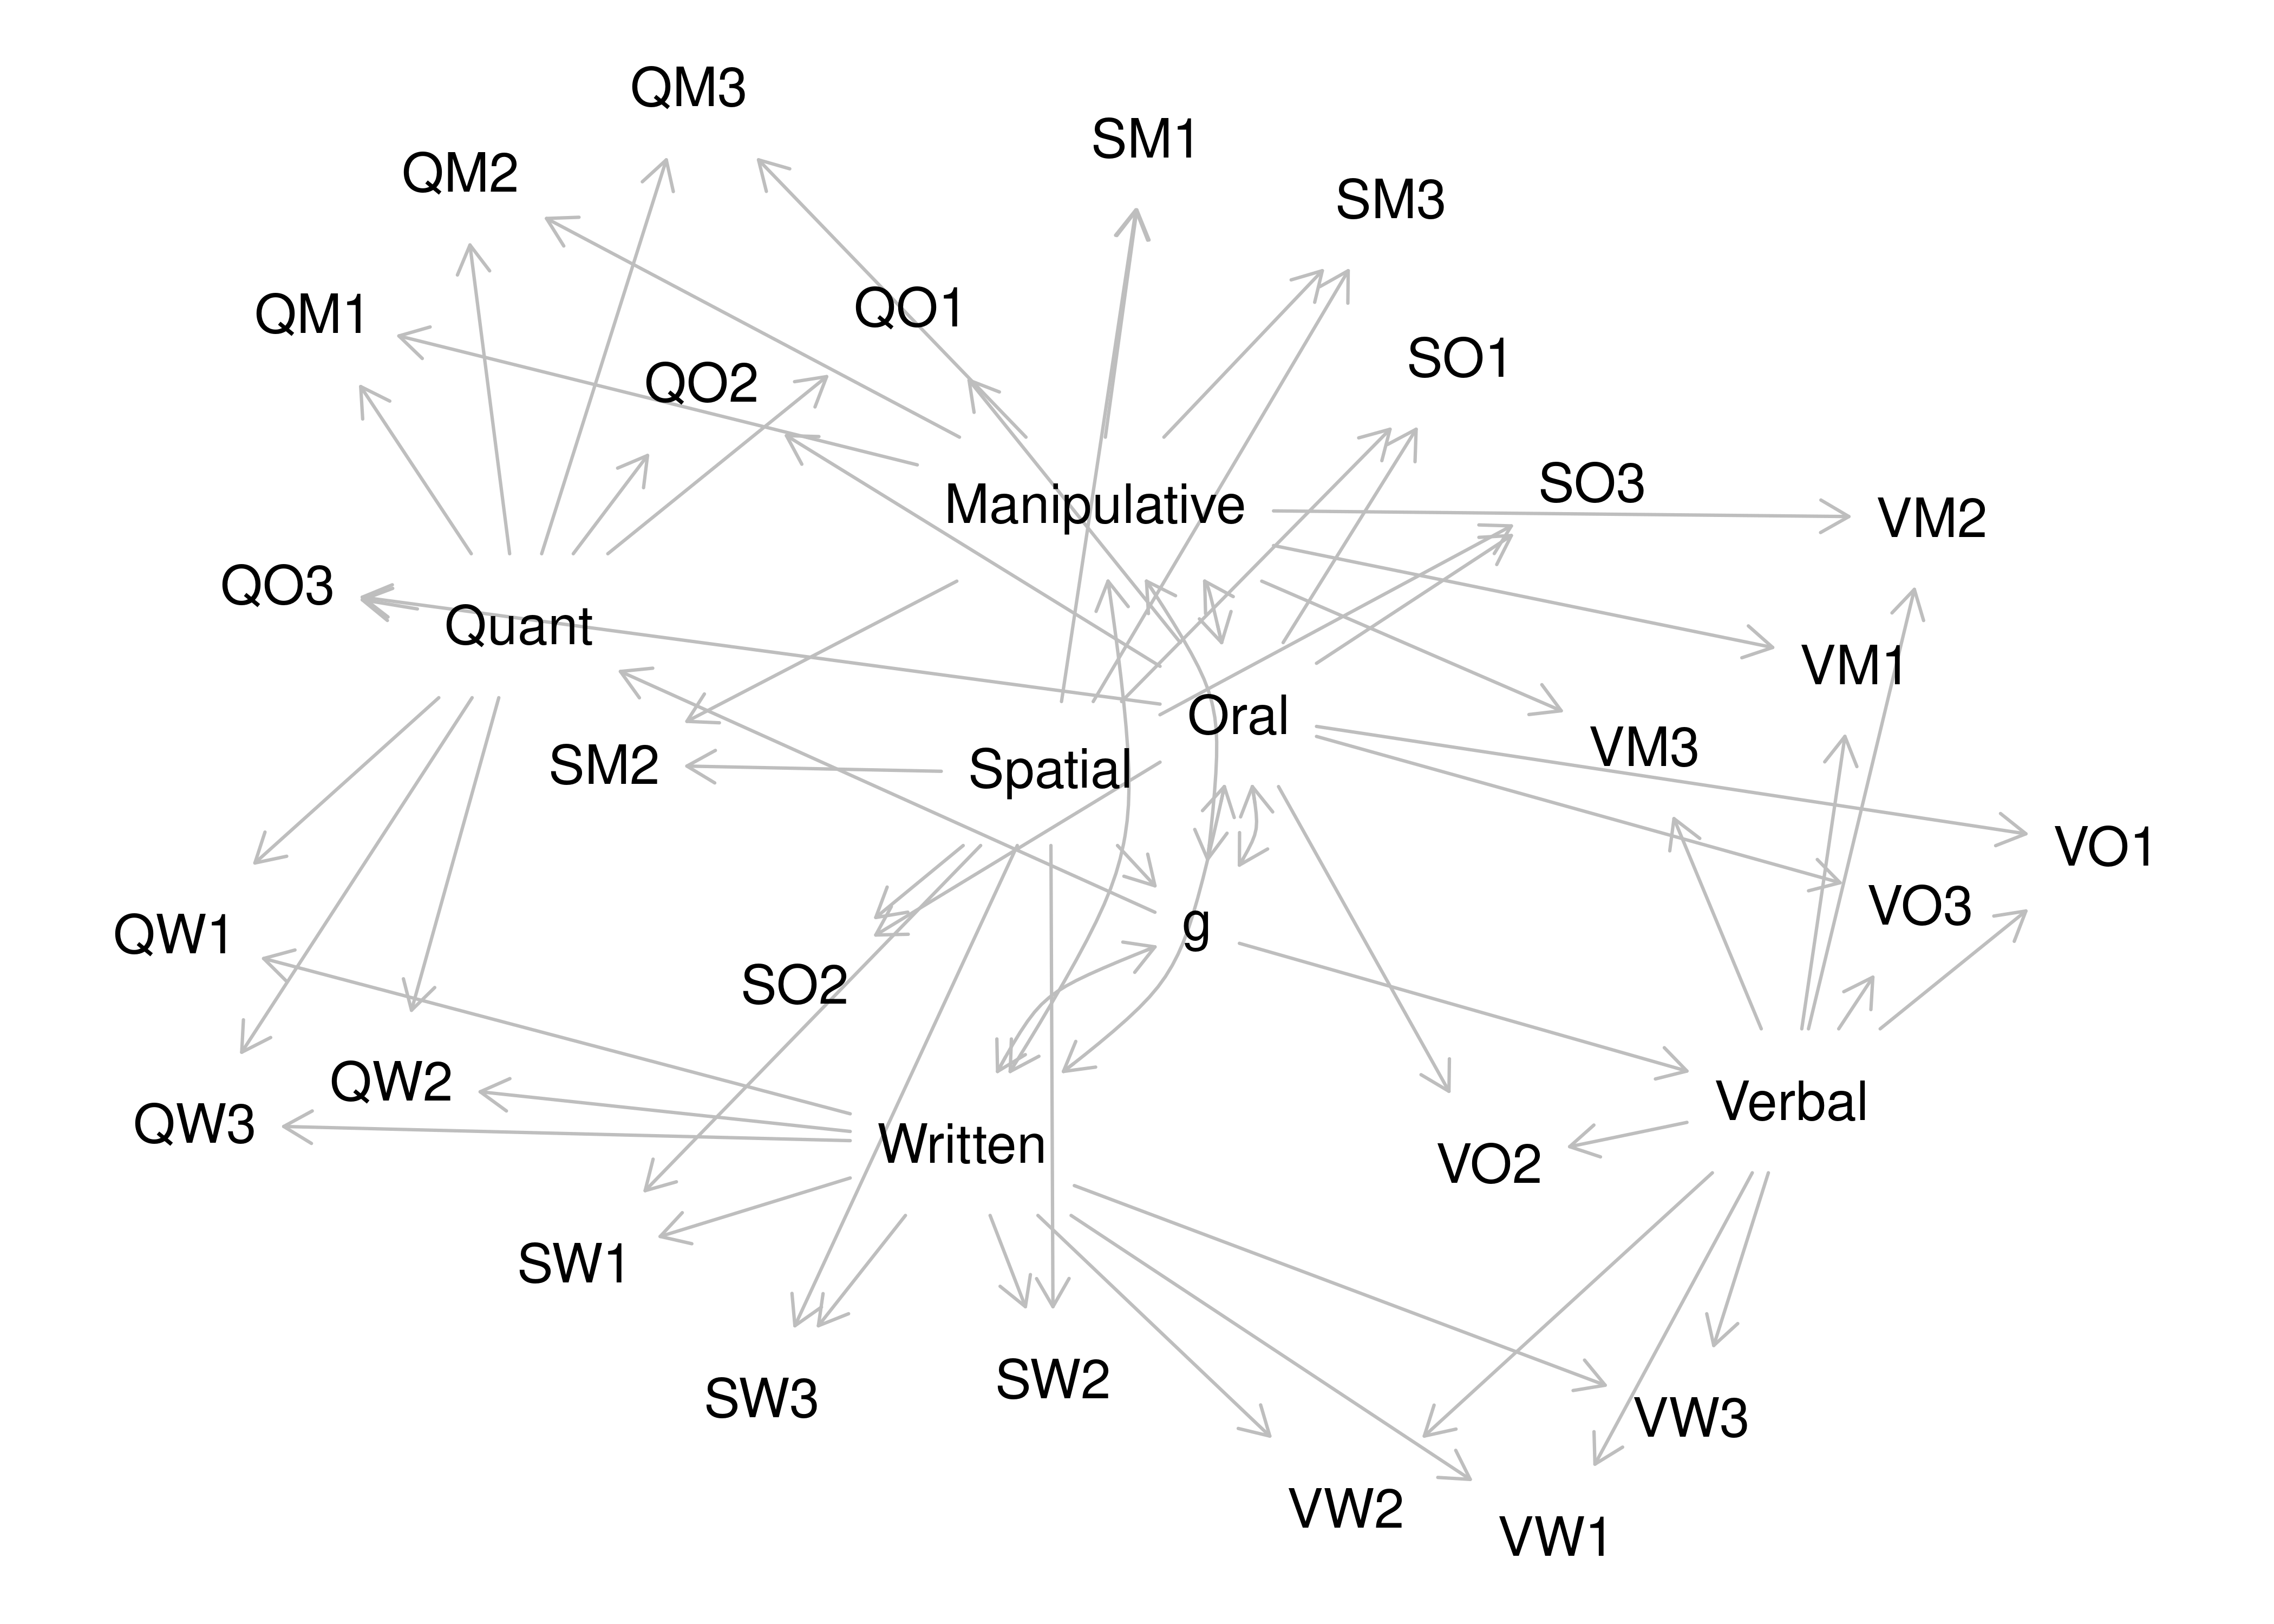 QM3
SM1
QM2
SM3
QO1
QM1
SO1
QO2
SO3
Manipulative
VM2
QO3
Quant
VM1
Oral
VM3
SM2
Spatial
VO1
VO3
g
QW1
SO2
QW2
Verbal
QW3
Written
VO2
SW1
SW2
SW3
VW3
VW2
VW1